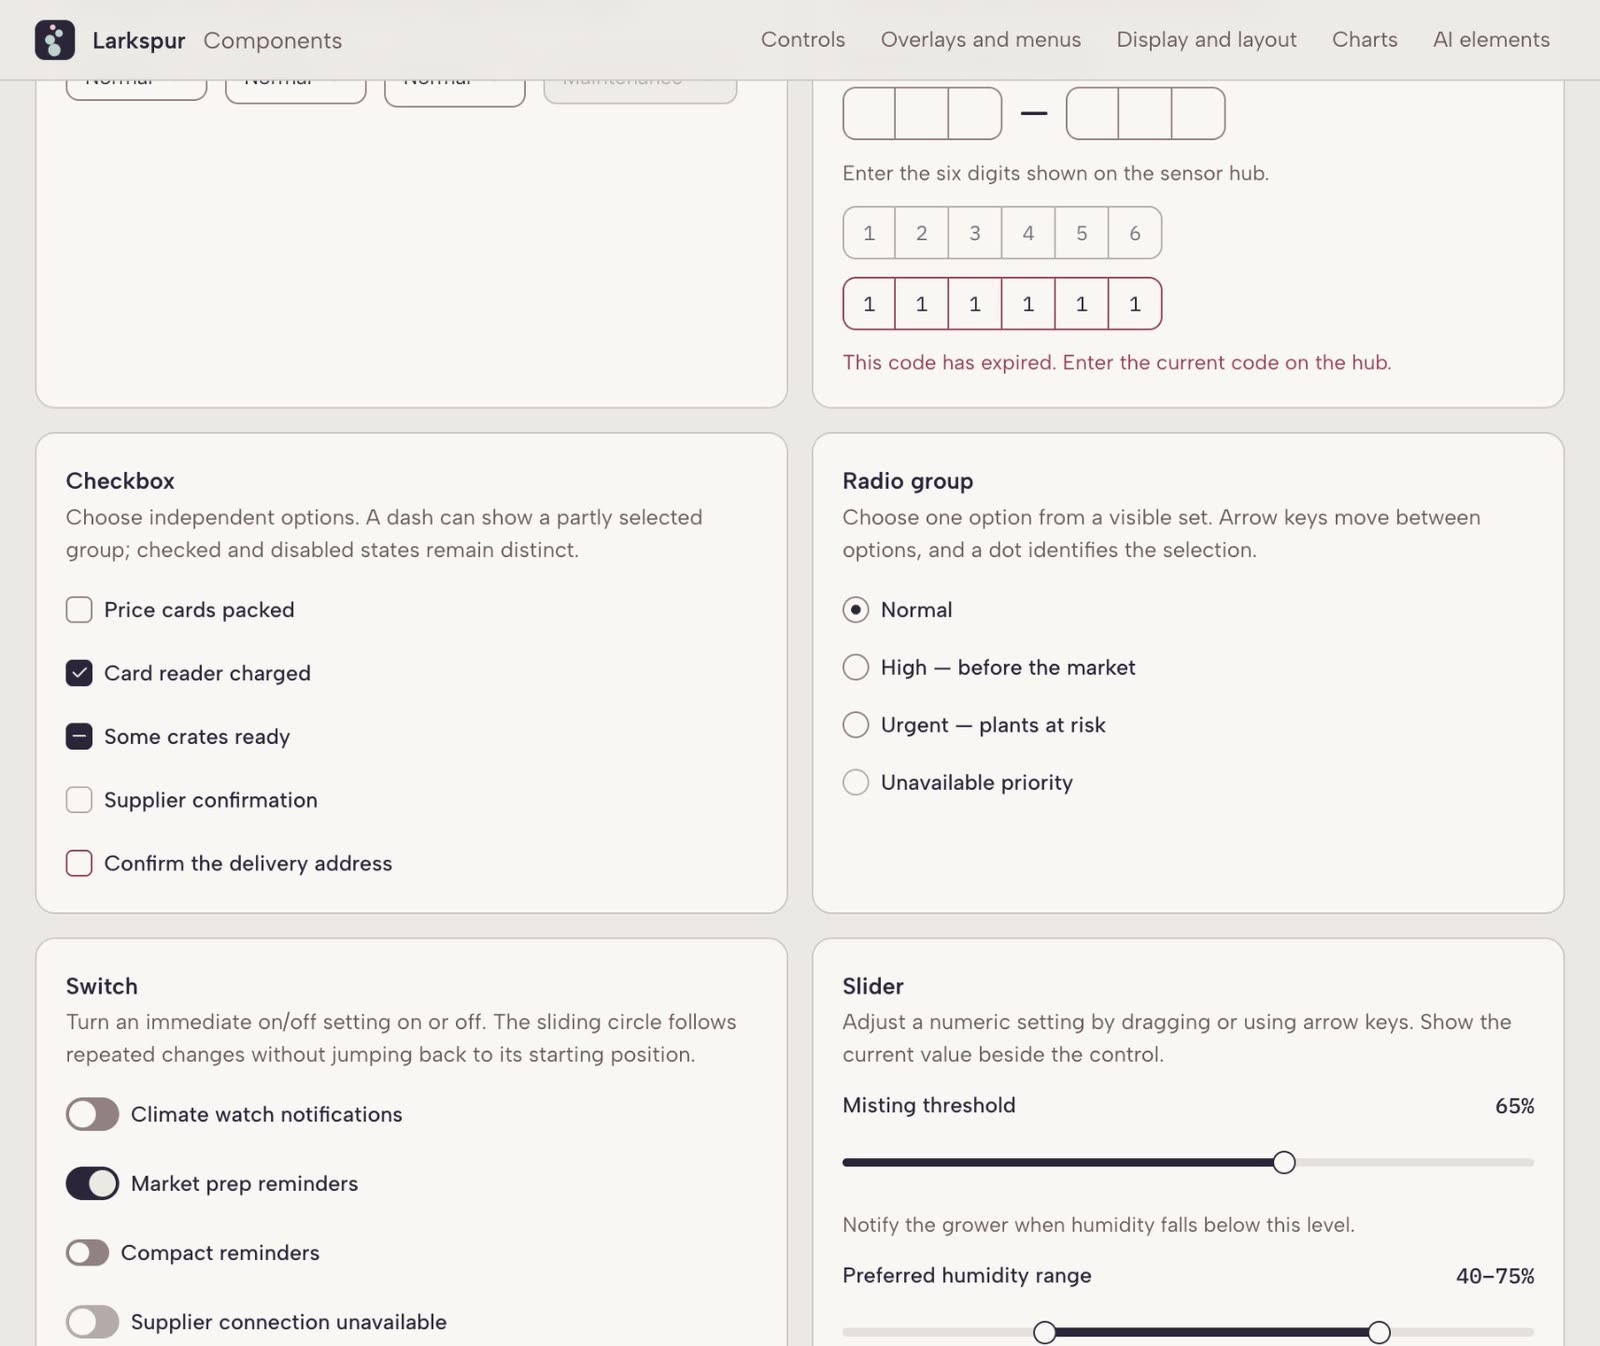 Larkspur Components
Controls Overlays and menus Display and layout Charts AI elements
Normal Normal Normal Maintenance
—
Enter the six digits shown on the sensor hub.
1 2 3 4 5 6
1 1 1 1 1 1
This code has expired. Enter the current code on the hub.
Checkbox
Choose independent options. A dash can show a partly selected
group; checked and disabled states remain distinct.
Price cards packed
Card reader charged
Some crates ready
Supplier confirmation
Confirm the delivery address
Radio group
Choose one option from a visible set. Arrow keys move between
options, and a dot identifies the selection.
Normal
High — before the market
Urgent — plants at risk
Unavailable priority
Switch
Turn an immediate on/off setting on or off. The sliding circle follows
repeated changes without jumping back to its starting position.
Climate watch notifications
Market prep reminders
Compact reminders
Supplier connection unavailable
Slider
Adjust a numeric setting by dragging or using arrow keys. Show the
current value beside the control.
Misting threshold 65%
Notify the grower when humidity falls below this level.
Preferred humidity range 40–75%